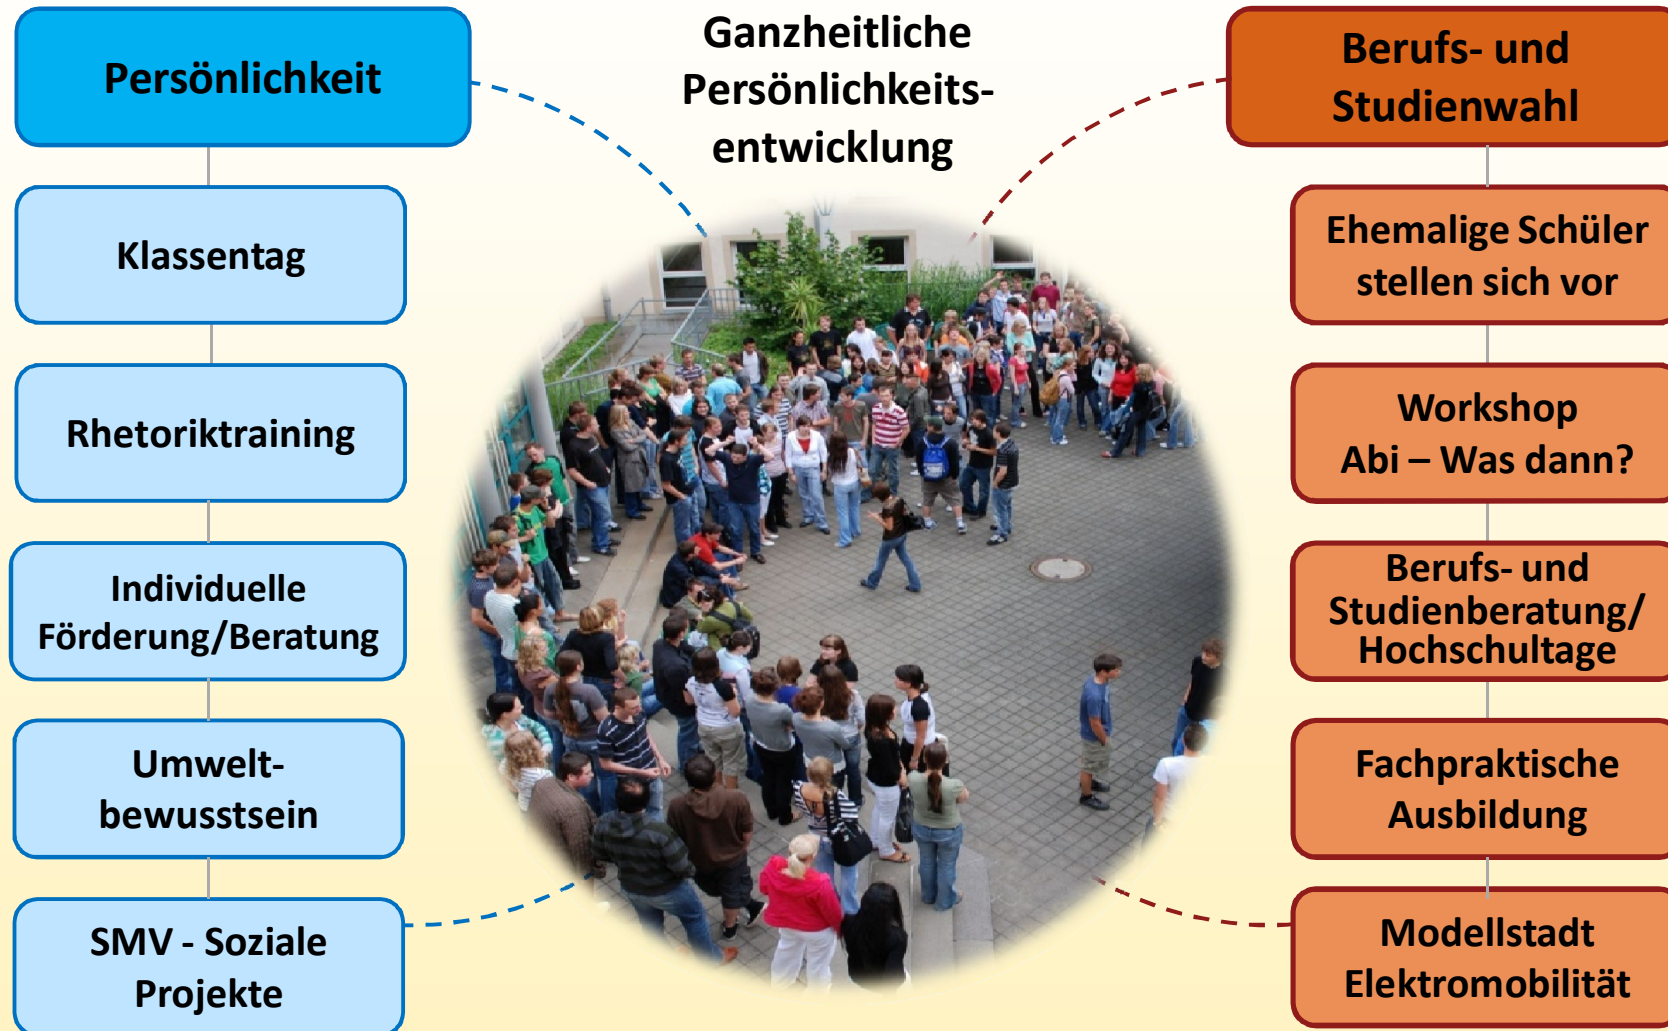 Persönlichkeit
Klassentag
Rhetoriktraining
Individuelle
Förderung/Beratung
Umwelt-
bewusstsein
SMV - Soziale
Projekte
Ganzheitliche
Persönlichkeits-
entwicklung
Berufs- und
Studienwahl
Ehemalige Schüler
stellen sich vor
Workshop
Abi – Was dann?
Berufs- und
Studienberatung/
Hochschultage
Fachpraktische
Ausbildung
Modellstadt
Elektromobilität